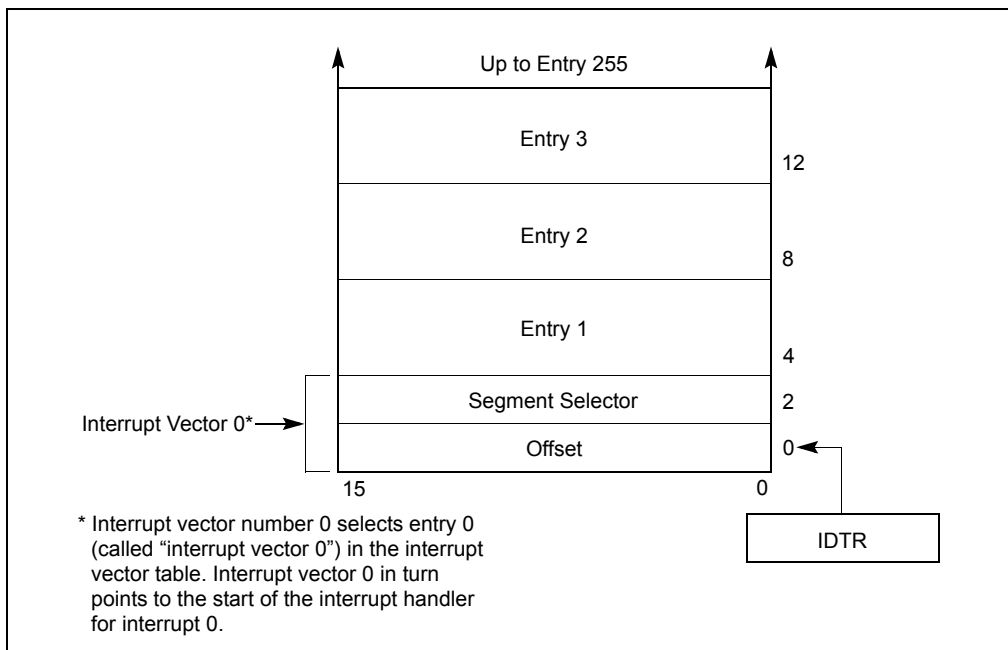 Up to Entry 255
Entry 3
12
Entry 2
8
Entry 1
4
Segment Selector
2
Interrupt Vector 0*
Offset
0
15
0
* Interrupt vector number 0 selects entry 0
(called “interrupt vector 0”) in the interrupt
vector table. Interrupt vector 0 in turn
points to the start of the interrupt handler
for interrupt 0.
IDTR